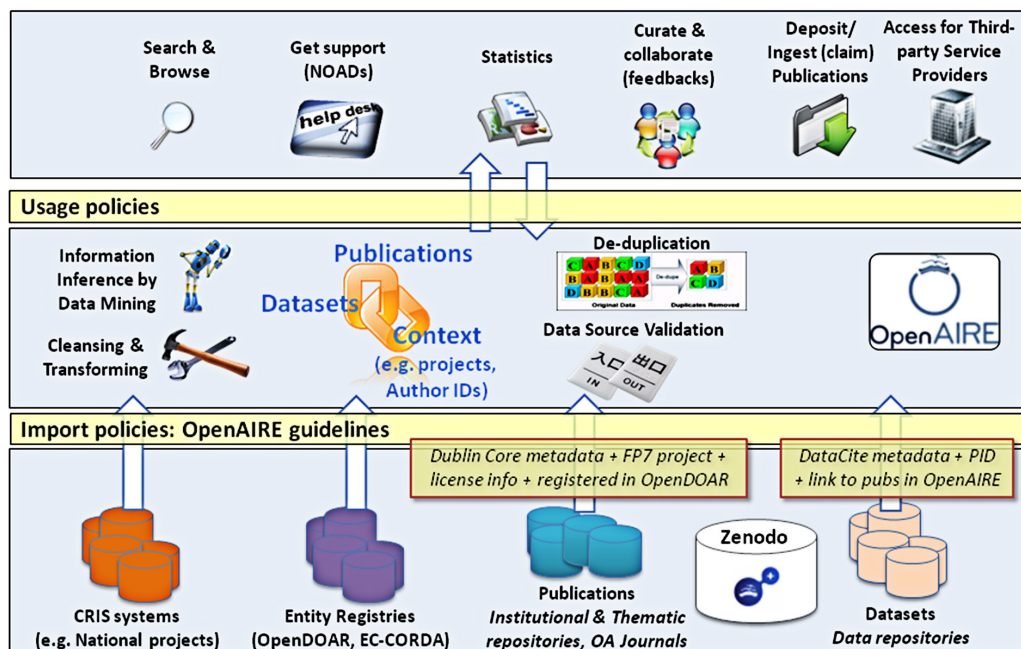 Search &
Browse
Get support
(NOADs)
Statistics
Curate &
collaborate
(feedbacks)
Deposit/
Ingest (claim)
Publications
Access for Third-
party Service
Providers
help desk
Usage policies
Information
Inference by
Data Mining
Cleansing &
Transforming
Publications
Datasets
Context
(e.g. projects,
Author IDs)
De-duplication
C A B C D
B B A A
D B B C A
De-dupe
A B
C D
Original Data
Duplicates Removed
Data Source Validation
入口
IN
出口
OUT
OpenAIRE
Import policies: OpenAIRE guidelines
Dublin Core metadata + FP7 project +
license info + registered in OpenDOAR
DataCite metadata + PID
+ link to pubs in OpenAIRE
Zenodo
CRIS systems
(e.g. National projects)
Entity Registries
(OpenDOAR, EC-CORDA)
Publications
Institutional & Thematic
repositories, OA Journals
Datasets
Data repositories